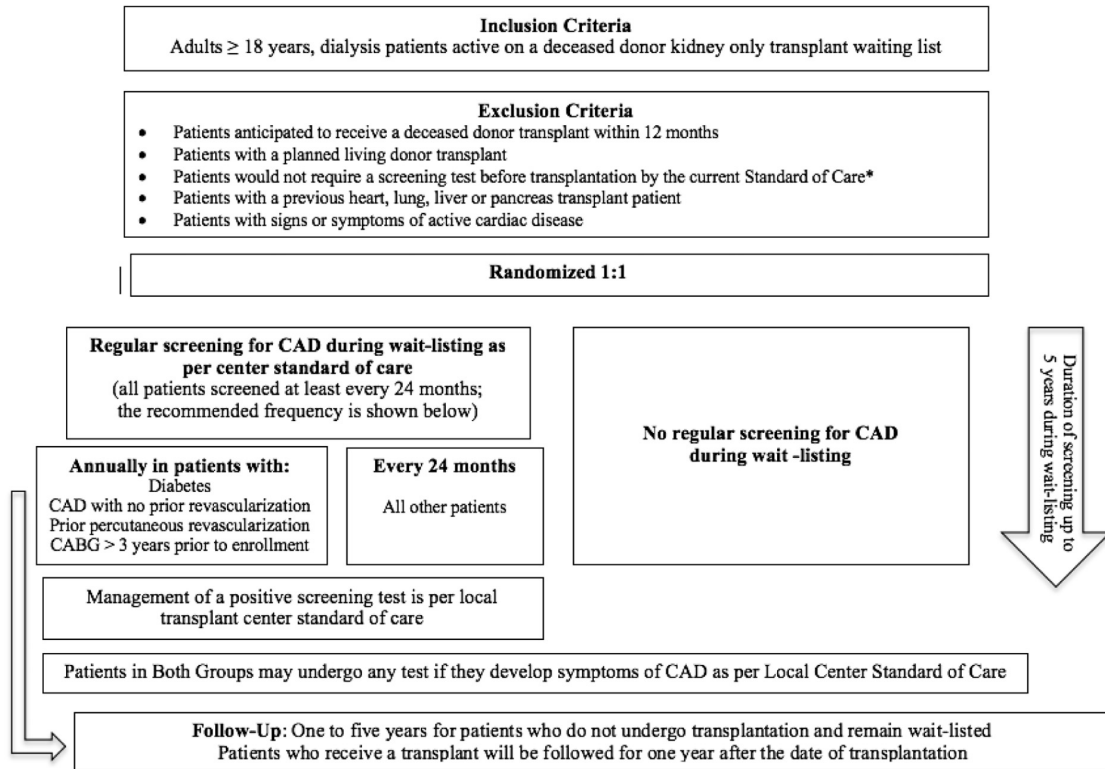 Inclusion Criteria
Adults ≥ 18 years, dialysis patients active on a deceased donor kidney only transplant waiting list
Exclusion Criteria
• Patients anticipated to receive a deceased donor transplant within 12 months
• Patients with a planned living donor transplant
• Patients would not require a screening test before transplantation by the current Standard of Care*
• Patients with a previous heart, lung, liver or pancreas transplant patient
• Patients with signs or symptoms of active cardiac disease
Randomized 1:1
Regular screening for CAD during wait-listing as
per center standard of care
(all patients screened at least every 24 months;
the recommended frequency is shown below)
Annually in patients with:
Diabetes
CAD with no prior revascularization
Prior percutaneous revascularization
CABG > 3 years prior to enrollment
Every 24 months
All other patients
No regular screening for CAD
during wait -listing
Duration of screening up to
5 years during wait-listing
Management of a positive screening test is per local
transplant center standard of care
Patients in Both Groups may undergo any test if they develop symptoms of CAD as per Local Center Standard of Care
Follow-Up: One to five years for patients who do not undergo transplantation and remain wait-listed
Patients who receive a transplant will be followed for one year after the date of transplantation